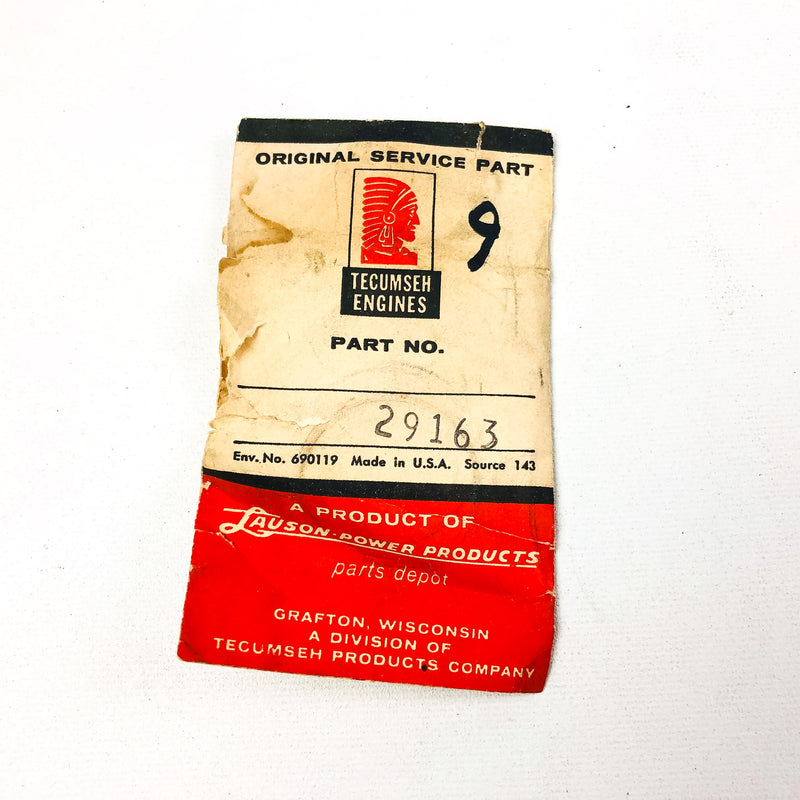 ORIGINAL SERVICE PART
9
TECUMSEH
ENGINES
PART NO.
29163
Env. No. 690119 Made in U.S.A. Source 143
A PRODUCT OF
LAUSON-POWER PRODUCTS
parts depot
GRAFTON, WISCONSIN
A DIVISION OF
TECUMSEH PRODUCTS COMPANY